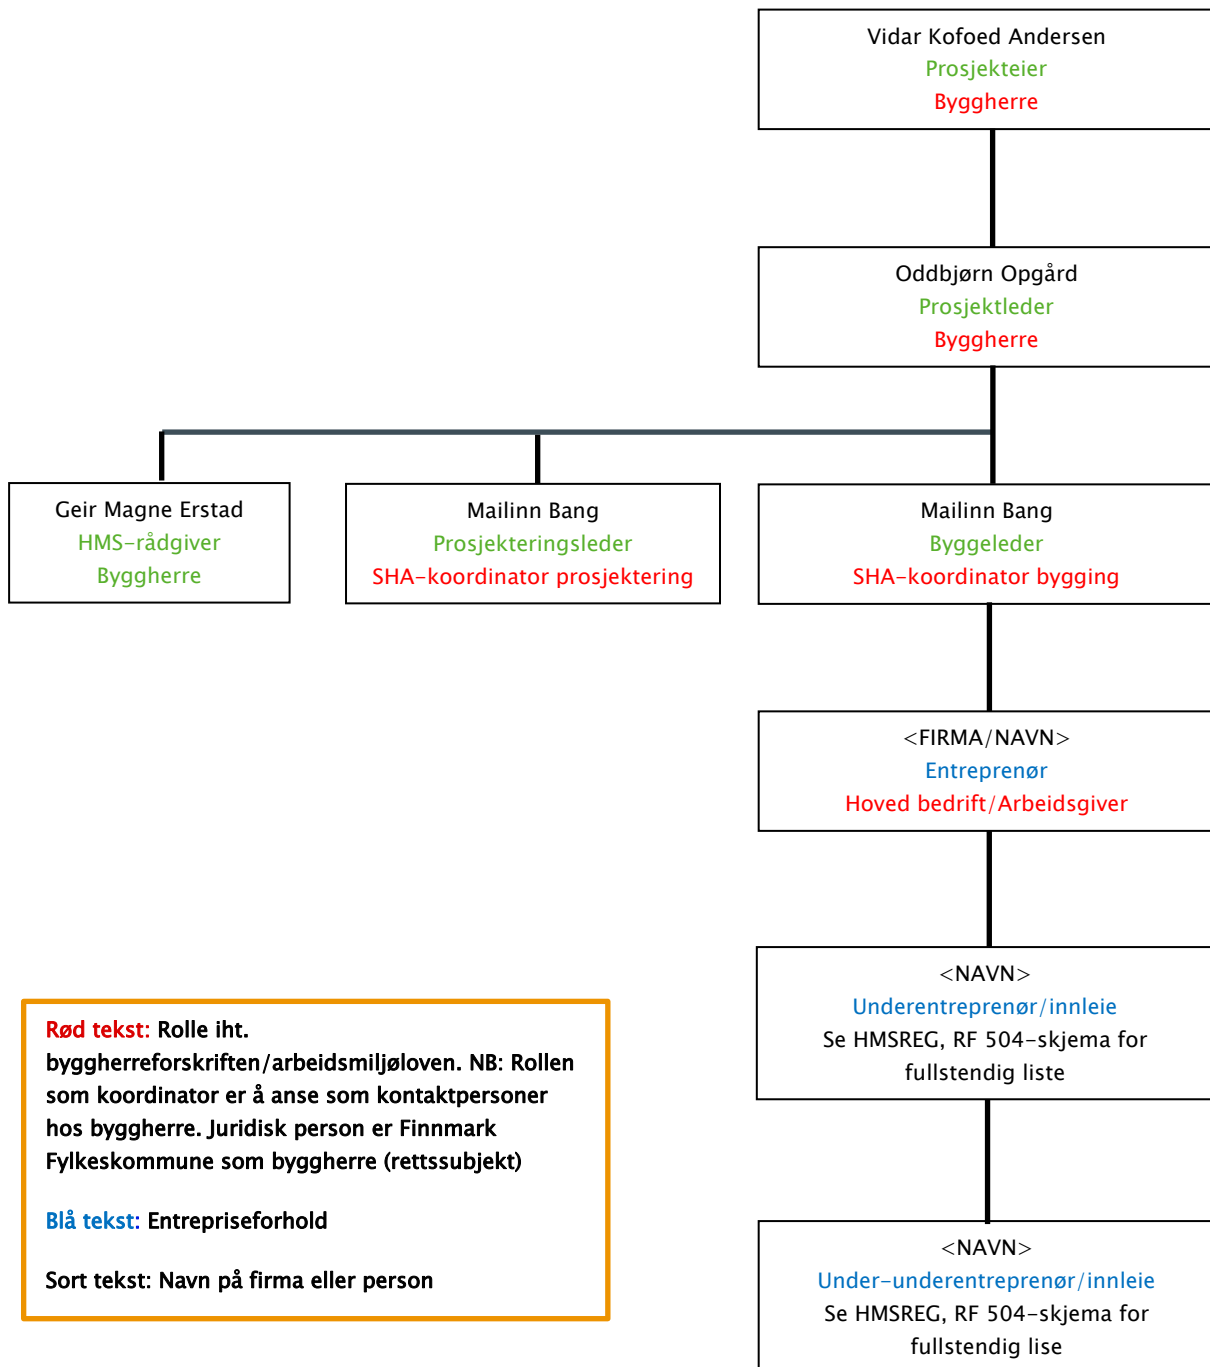 Vidar Kofoed Andersen
Prosjekteier
Byggherre
Oddbjørn Opgård
Prosjektleder
Byggherre
Geir Magne Erstad
HMS-rådgiver
Byggherre
Mailinn Bang
Prosjekteringsleder
SHA-koordinator prosjektering
Mailinn Bang
Byggeleder
SHA-koordinator bygging
<FIRMA/NAVN>
Entreprenør
Hoved bedrift/Arbeidsgiver
<NAVN>
Underentreprenør/innleie
Se HMSREG, RF 504-skjema for
fullstendig liste
<NAVN>
Under-underentreprenør/innleie
Se HMSREG, RF 504-skjema for
fullstendig lise
Rød tekst: Rolle iht.
byggherreforskriften/arbeidsmiljøloven. NB: Rollen
som koordinator er å anse som kontaktpersoner
hos byggherre. Juridisk person er Finnmark
Fylkeskommune som byggherre (rettssubjekt)
Blå tekst: Entrepriseforhold
Sort tekst: Navn på firma eller person